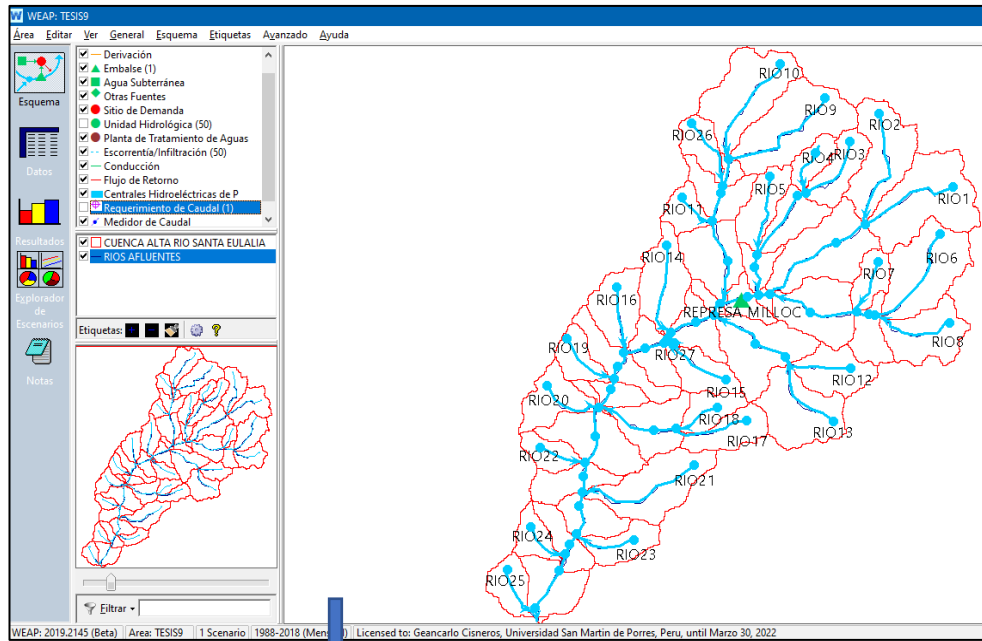 WEAP: TESIS9
Área Editar Ver General Esquema Etiquetas Avanzado Ayuda
Esquema
Datos
Resultados
Explorador
de
Escenarios
Notas
Derivación
Embalse (1)
Agua Subterránea
Otras Fuentes
Sitio de Demanda
Unidad Hidrológica (50)
Planta de Tratamiento de Aguas
Escorrentía/Infiltración (50)
Conducción
Flujo de Retorno
Centrales Hidroeléctricas de P
Requerimiento de Caudal (1)
Medidor de Caudal
CUENCA ALTA RIO SANTA EULALIA
RIOS AFLUENTES
Etiquetas:
Filtrar
RIO10
RIO9
RIO2
RIO26
RIO4
RIO3
RIO5
RIO1
RIO11
RIO6
RIO14
RIO7
RIO16
REPRESA MILLOC
RIO8
RIO19
RIO27
RIO12
RIO15
RIO20
RIO18
RIO17
RIO13
RIO22
RIO21
RIO24
RIO23
RIO25
WEAP: 2019.2145 (Beta) Area: TESIS9 1 Scenario 1988-2018 Licensed to: Geancarlo Cisneros, Universidad San Martin de Porres, Peru, until Marzo 30, 2022